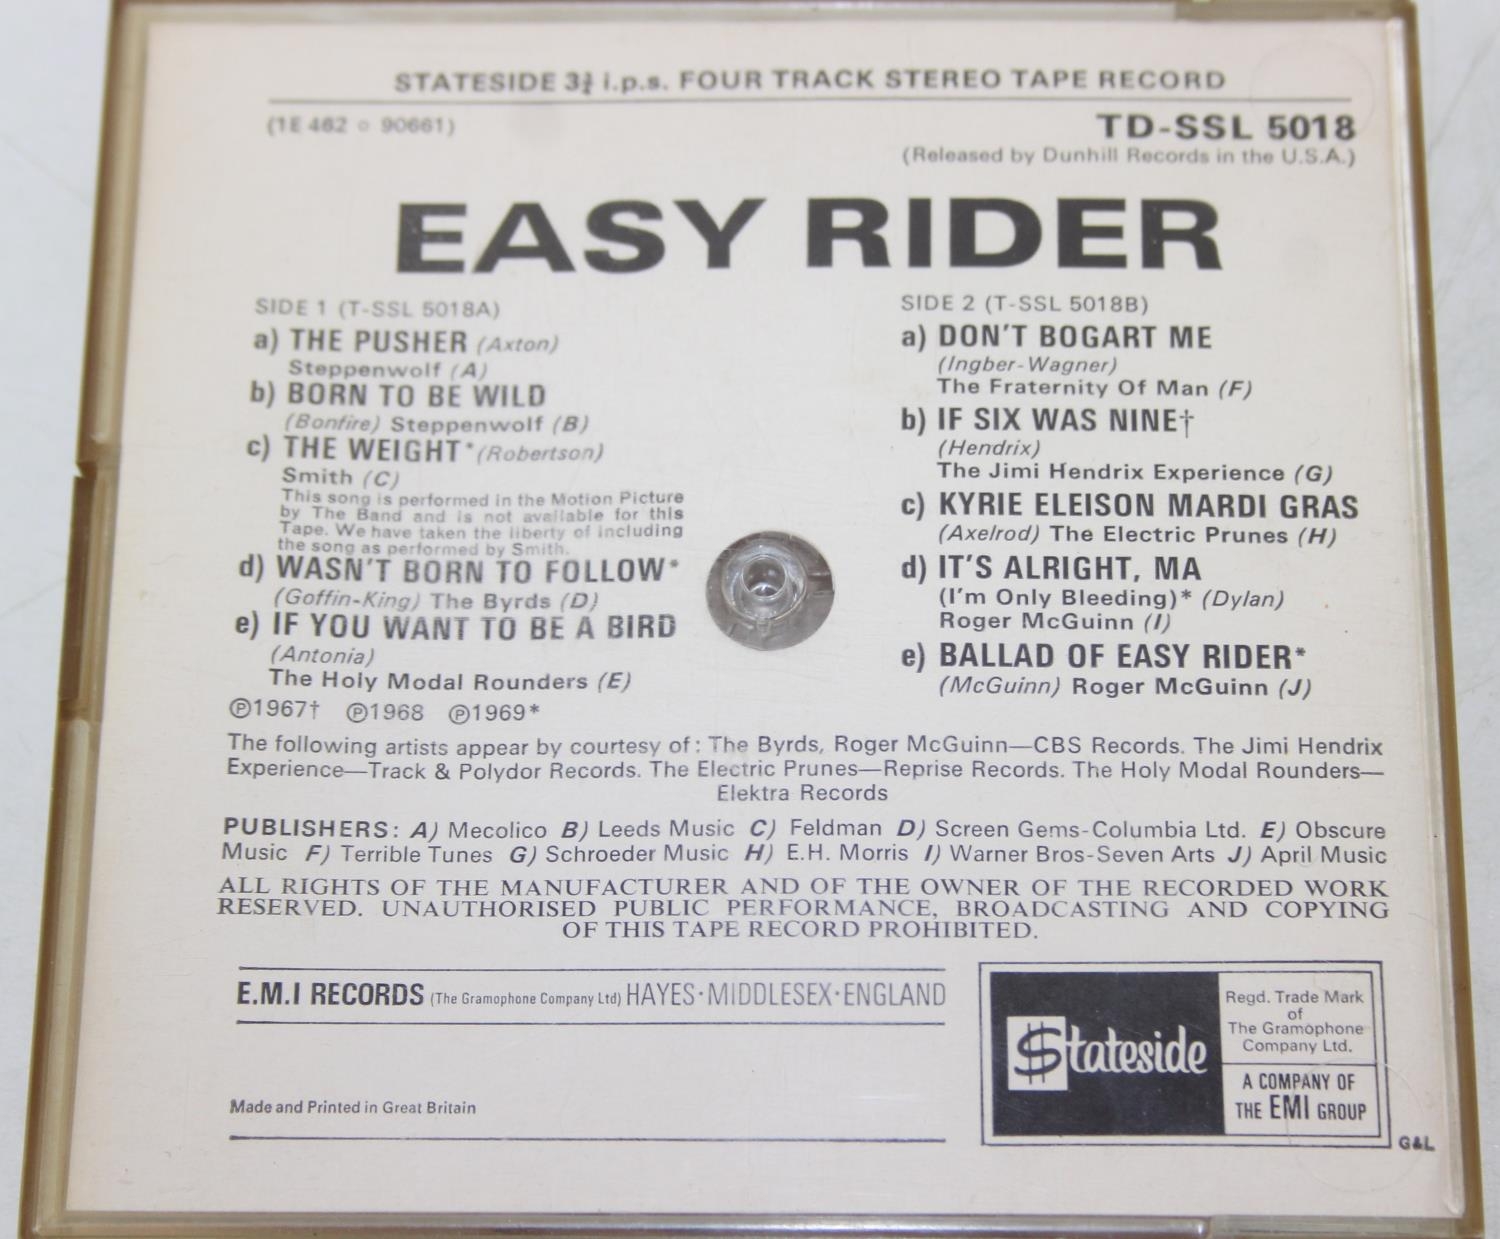 STATESIDE 3¾ i.p.s. FOUR TRACK STEREO TAPE RECORD
(1E 462 o 90661)
TD-SSL 5018
(Released by Dunhill Records in the U.S.A.)
EASY RIDER
SIDE 1 (T-SSL 5018A)
a) THE PUSHER (Axton)
Steppenwolf (A)
b) BORN TO BE WILD
(Bonfire) Steppenwolf (B)
c) THE WEIGHT* (Robertson)
Smith (C)
This song is performed in the Motion Picture
by The Band and is not available for this
Tape. We have taken the liberty of including
the song as performed by Smith.
d) WASN'T BORN TO FOLLOW*
(Goffin-King) The Byrds (D)
e) IF YOU WANT TO BE A BIRD
(Antonia)
The Holy Modal Rounders (E)
℗1967† ℗1968 ℗1969*
SIDE 2 (T-SSL 5018B)
a) DON'T BOGART ME
(Ingber-Wagner)
The Fraternity Of Man (F)
b) IF SIX WAS NINE†
(Hendrix)
The Jimi Hendrix Experience (G)
c) KYRIE ELEISON MARDI GRAS
(Axelrod) The Electric Prunes (H)
d) IT'S ALRIGHT, MA
(I'm Only Bleeding)* (Dylan)
Roger McGuinn (I)
e) BALLAD OF EASY RIDER*
(McGuinn) Roger McGuinn (J)
The following artists appear by courtesy of: The Byrds, Roger McGuinn—CBS Records. The Jimi Hendrix
Experience—Track & Polydor Records. The Electric Prunes—Reprise Records. The Holy Modal Rounders—
Elektra Records
PUBLISHERS: A) Mecolico B) Leeds Music C) Feldman D) Screen Gems-Columbia Ltd. E) Obscure
Music F) Terrible Tunes G) Schroeder Music H) E.H. Morris I) Warner Bros-Seven Arts J) April Music
ALL RIGHTS OF THE MANUFACTURER AND OF THE OWNER OF THE RECORDED WORK
RESERVED. UNAUTHORISED PUBLIC PERFORMANCE, BROADCASTING AND COPYING
OF THIS TAPE RECORD PROHIBITED.
E.M.I RECORDS (The Gramophone Company Ltd) HAYES·MIDDLESEX·ENGLAND
Made and Printed in Great Britain
$tateside
Regd. Trade Mark
of
The Gramophone
Company Ltd.
A COMPANY OF
THE EMI GROUP
G&L